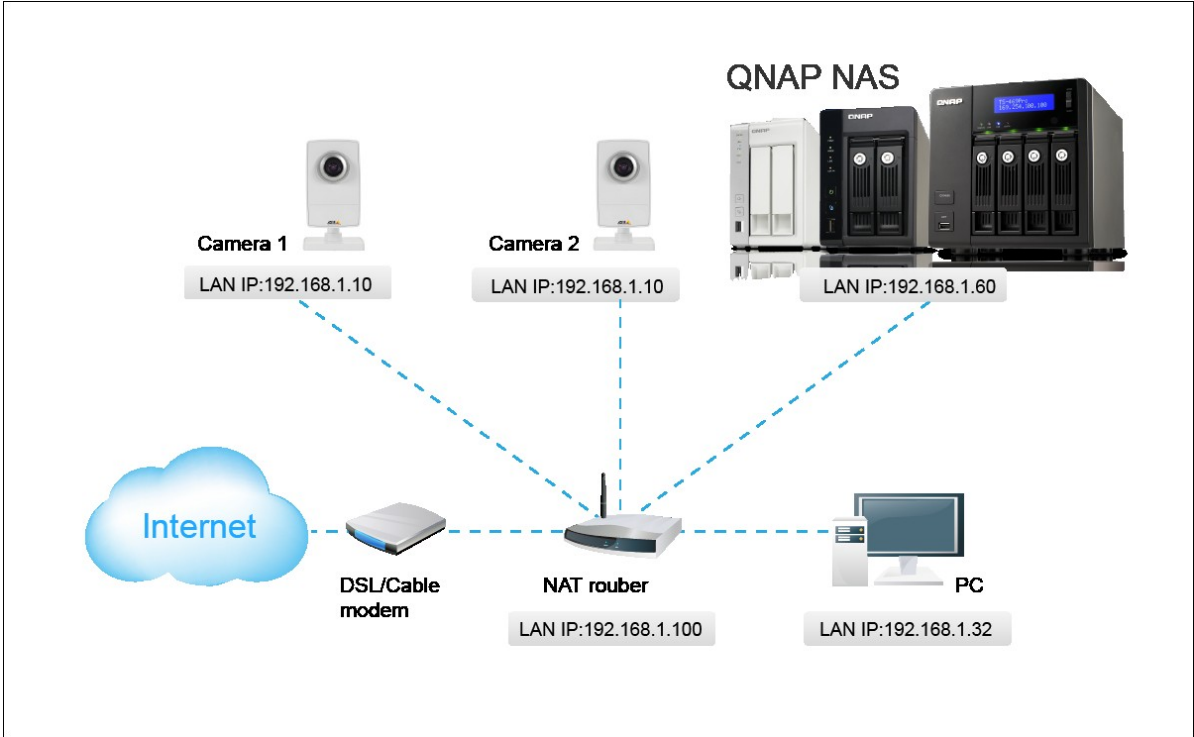 QNAP NAS
QNAP
QNAP
Camera 1
Camera 2
LAN IP:192.168.1.10
LAN IP:192.168.1.10
LAN IP:192.168.1.60
Internet
DSL/Cable
modem
NAT rouber
PC
LAN IP:192.168.1.100
LAN IP:192.168.1.32